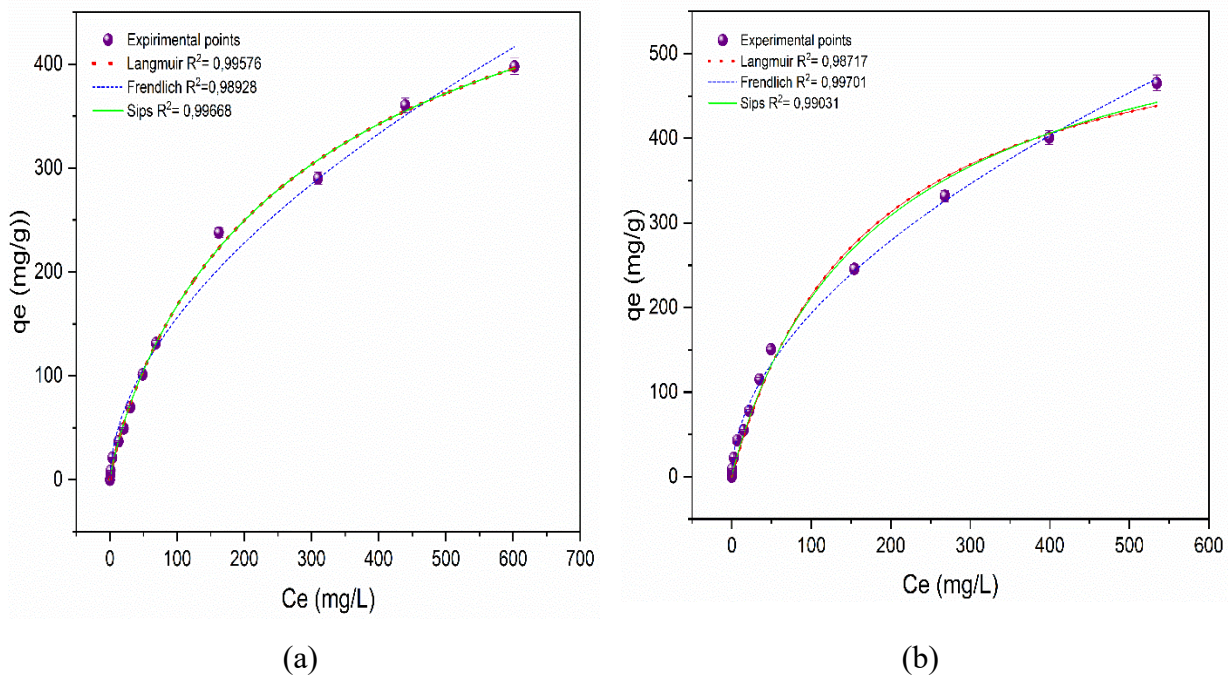 Expirimental points
Langmuir R²= 0,99576
Frendlich R²=0,98928
Sips R²= 0,99668
400
300
200
100
0
qe (mg/g))
0 100 200 300 400 500 600 700
Ce (mg/L)
(a)
Experimental points
Langmuir R²= 0,98717
Frendlich R²= 0,99701
Sips R²= 0,99031
500
400
300
200
100
0
qe (mg/g)
0 100 200 300 400 500 600
Ce (mg/L)
(b)